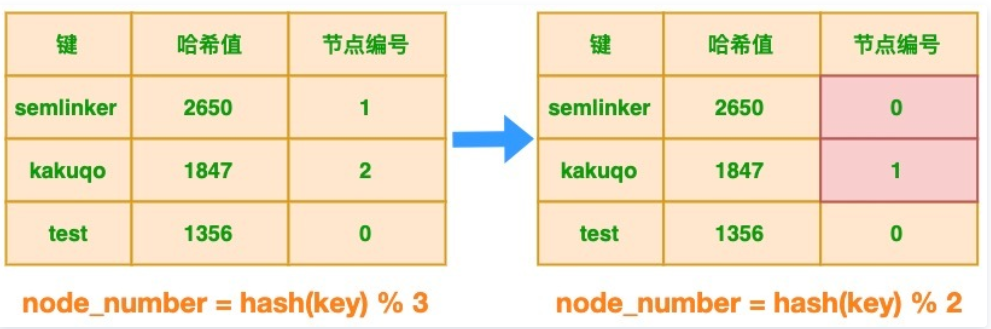 键 哈希值 节点编号 键 哈希值 节点编号
semlinker 2650 1 semlinker 2650 0
kakuqo 1847 2 kakuqo 1847 1
test 1356 0 test 1356 0
node_number = hash(key) % 3 node_number = hash(key) % 2